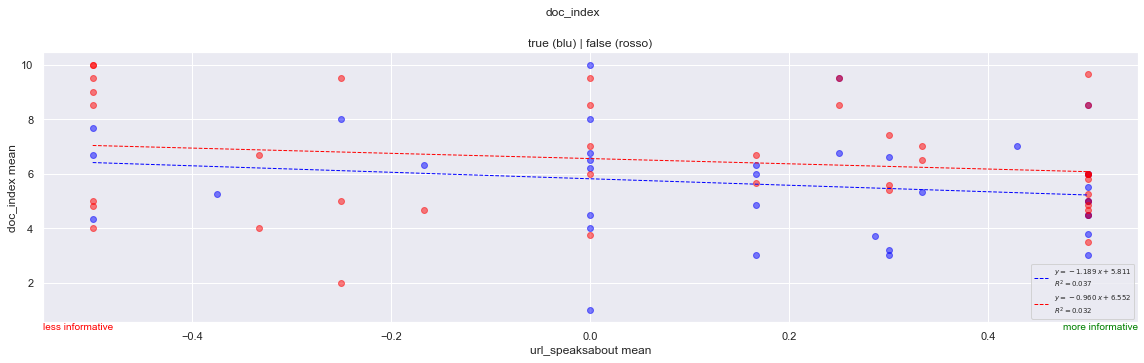 doc_index
true (blu) | false (rosso)
10
8
6
4
2
doc_index mean
y = −1.189 x + 5.811
R² = 0.037
y = −0.960 x + 6.552
R² = 0.032
less informative
more informative
−0.4 −0.2 0.0 0.2 0.4
url_speaksabout mean